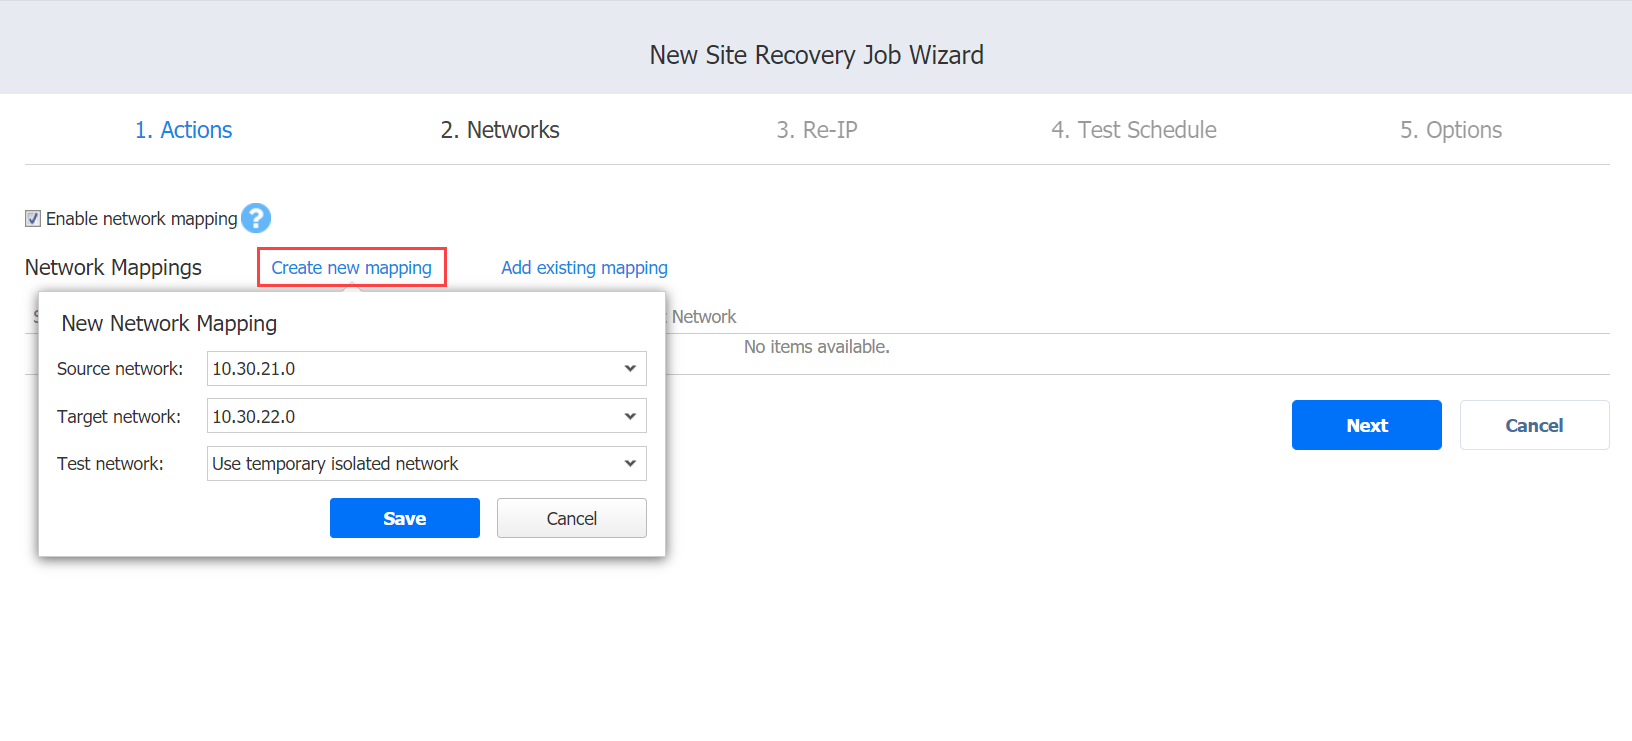 New Site Recovery Job Wizard
1. Actions 2. Networks 3. Re-IP 4. Test Schedule 5. Options
Enable network mapping ?
Network Mappings Create new mapping Add existing mapping
Network
No items available.
New Network Mapping
Source network: 10.30.21.0
Target network: 10.30.22.0
Test network: Use temporary isolated network
Save Cancel
Next Cancel